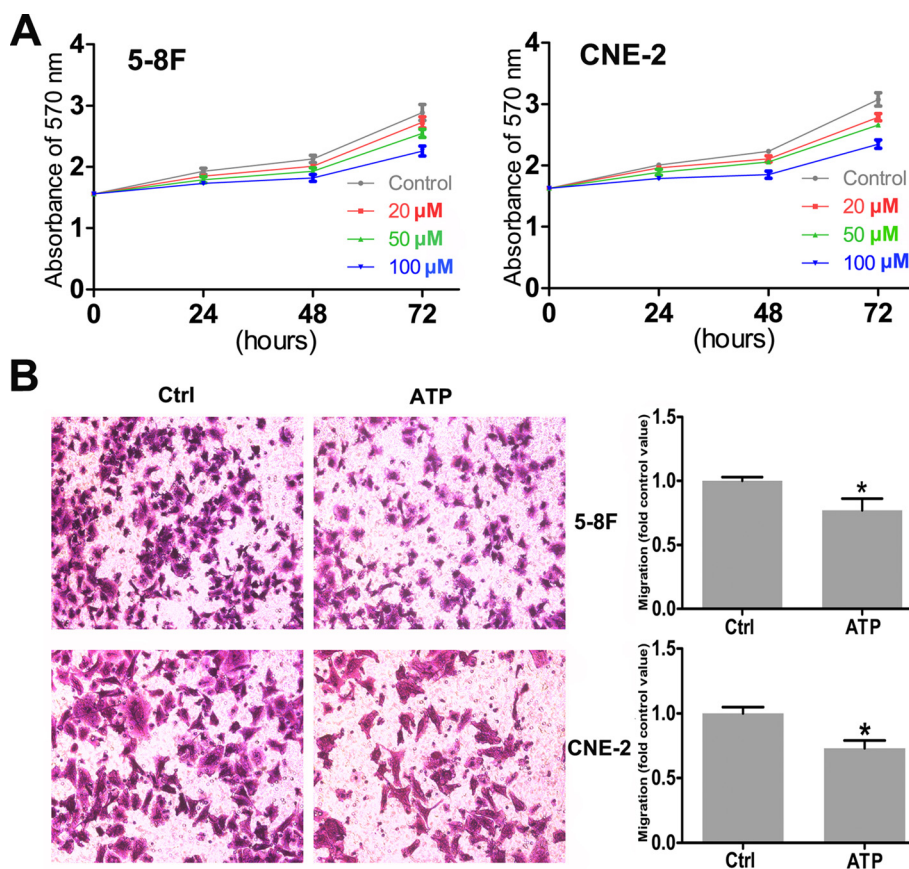 A
5-8F
Absorbance of 570 nm
4
3
2
1
0
0
24
48
72
(hours)
Control
20 µM
50 µM
100 µM
CNE-2
Absorbance of 570 nm
4
3
2
1
0
0
24
48
72
(hours)
Control
20 µM
50 µM
100 µM
B
Ctrl
ATP
5-8F
Migration (fold control value)
1.5
1.0
0.5
0.0
*
Ctrl
ATP
CNE-2
Migration (fold control value)
1.5
1.0
0.5
0.0
*
Ctrl
ATP